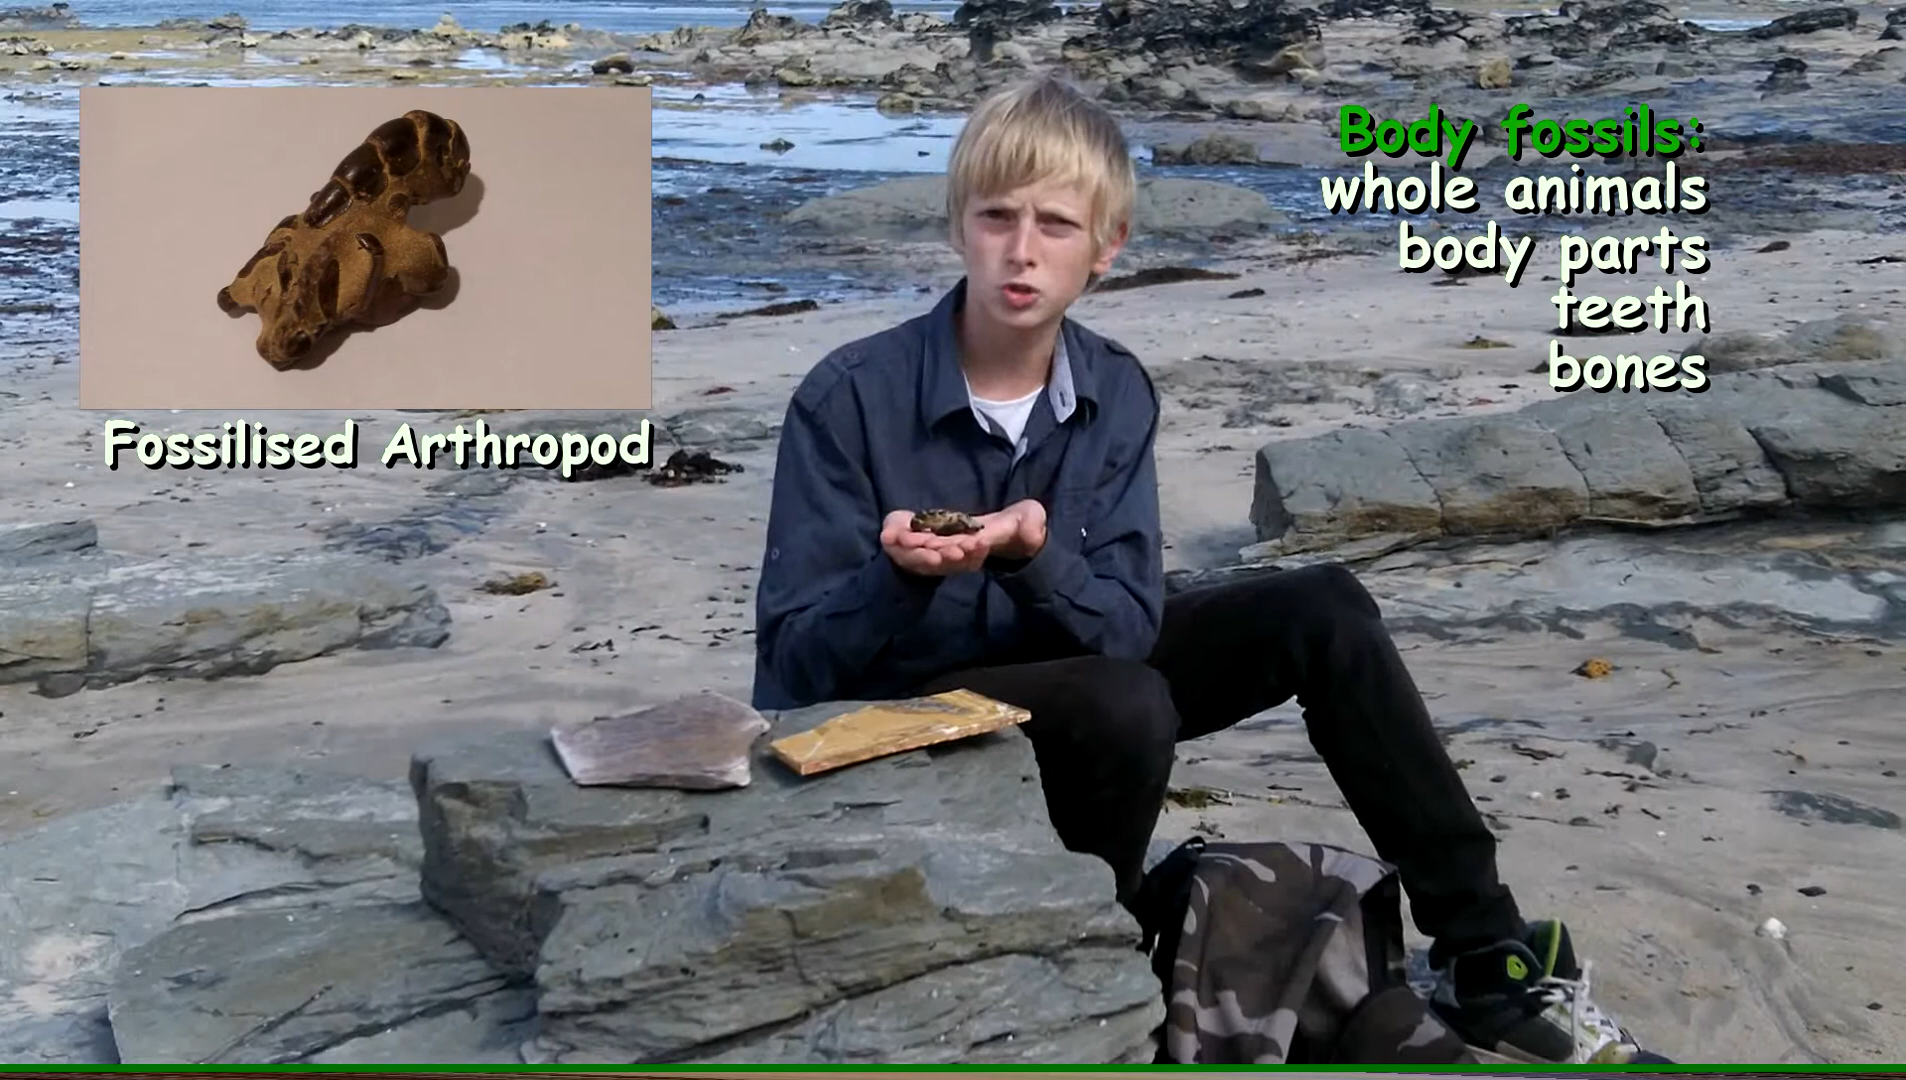 Body fossils:
whole animals
body parts
teeth
bones
Fossilised Arthropod